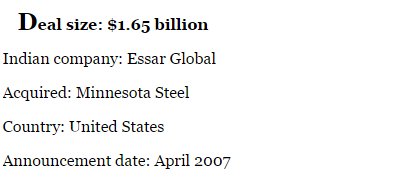 Deal size: $1.65 billion
Indian company: Essar Global
Acquired: Minnesota Steel
Country: United States
Announcement date: April 2007